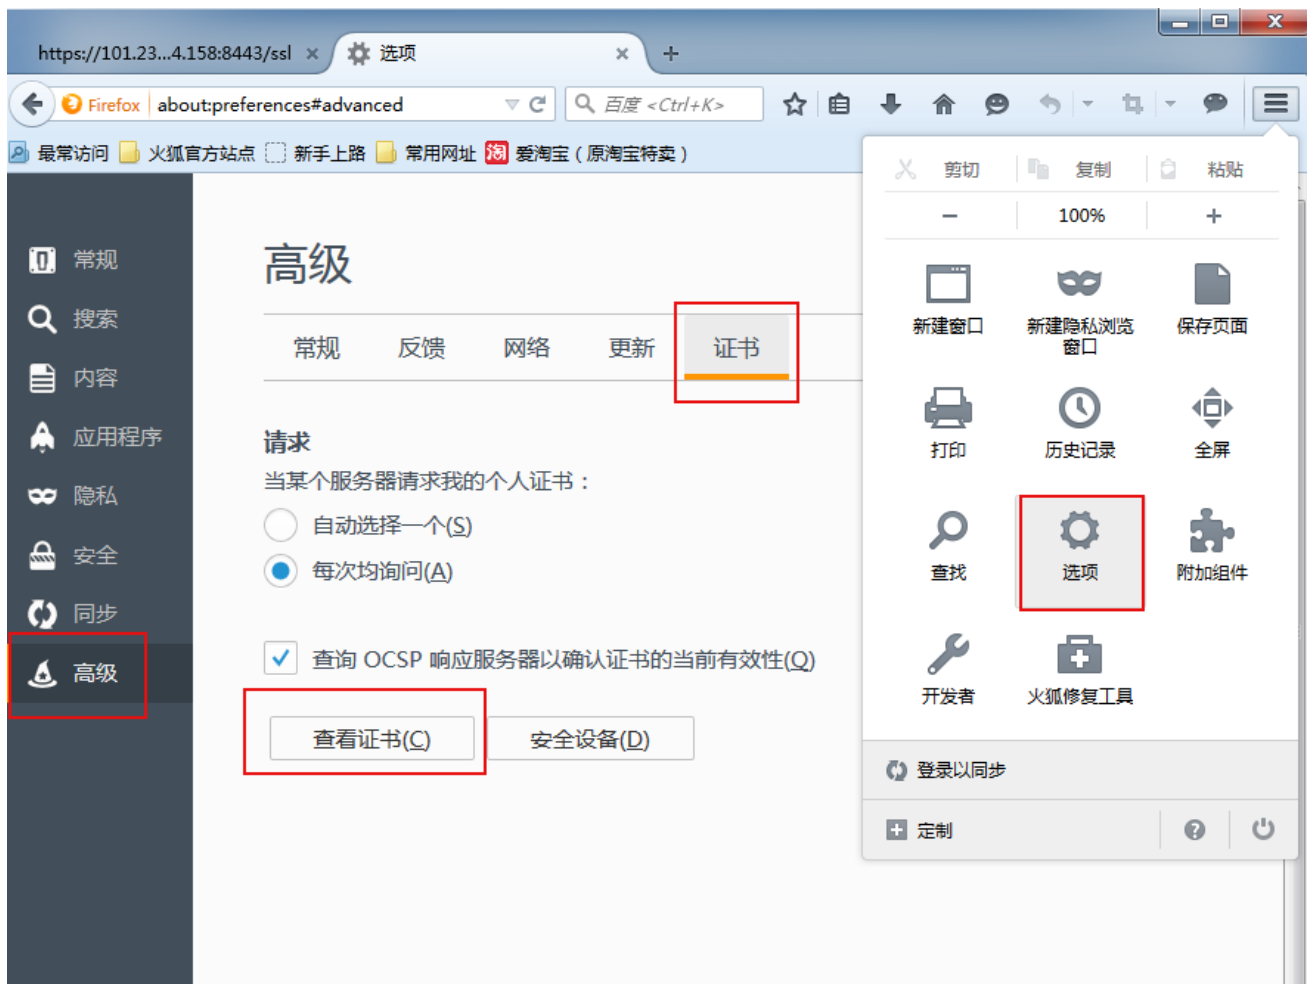 https://101.23...4.158:8443/ssl
选项
Firefox
about:preferences#advanced
百度 <Ctrl+K>
最常访问
火狐官方站点
新手上路
常用网址
淘
爱淘宝（原淘宝特卖）
剪切
复制
粘贴
100%
新建窗口
新建隐私浏览
窗口
保存页面
打印
历史记录
全屏
查找
选项
附加组件
开发者
火狐修复工具
登录以同步
定制
常规
搜索
内容
应用程序
隐私
安全
同步
高级
高级
常规
反馈
网络
更新
证书
请求
当某个服务器请求我的个人证书：
自动选择一个(S)
每次均询问(A)
查询 OCSP 响应服务器以确认证书的当前有效性(Q)
查看证书(C)
安全设备(D)